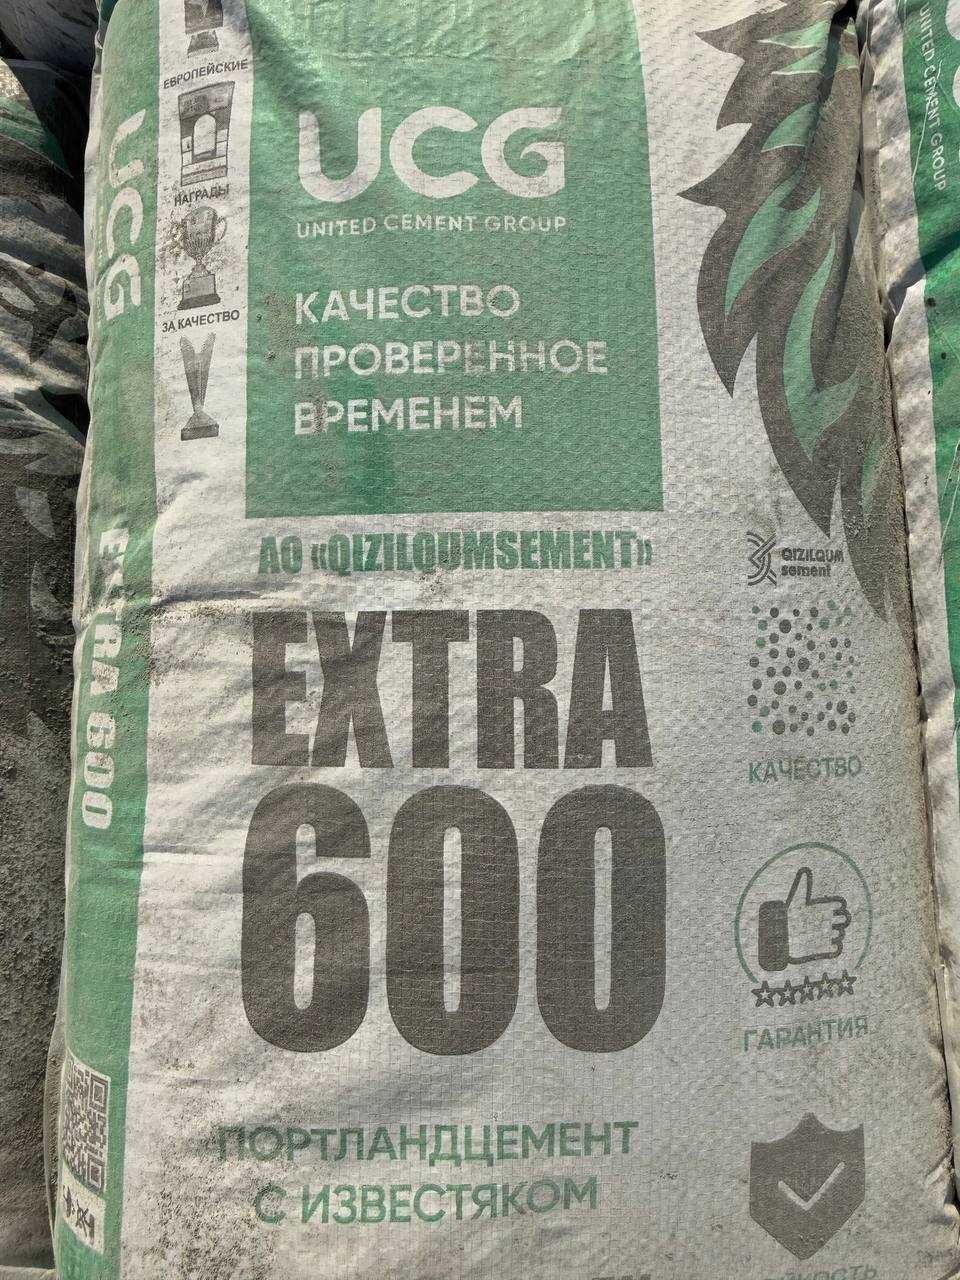 ЕВРОПЕЙСКИЕ
НАГРАДЫ
ЗА КАЧЕСТВО
UCG
EXTRA 600
UCG
UNITED CEMENT GROUP
КАЧЕСТВО
ПРОВЕРЕННОЕ
ВРЕМЕНЕМ
АО «QIZILQUMSEMENT»
QIZILQUM
sement
EXTRA
600
КАЧЕСТВО
ГАРАНТИЯ
ПОРТЛАНДЦЕМЕНТ
С ИЗВЕСТЯКОМ
UNITED CEMENT GROUP